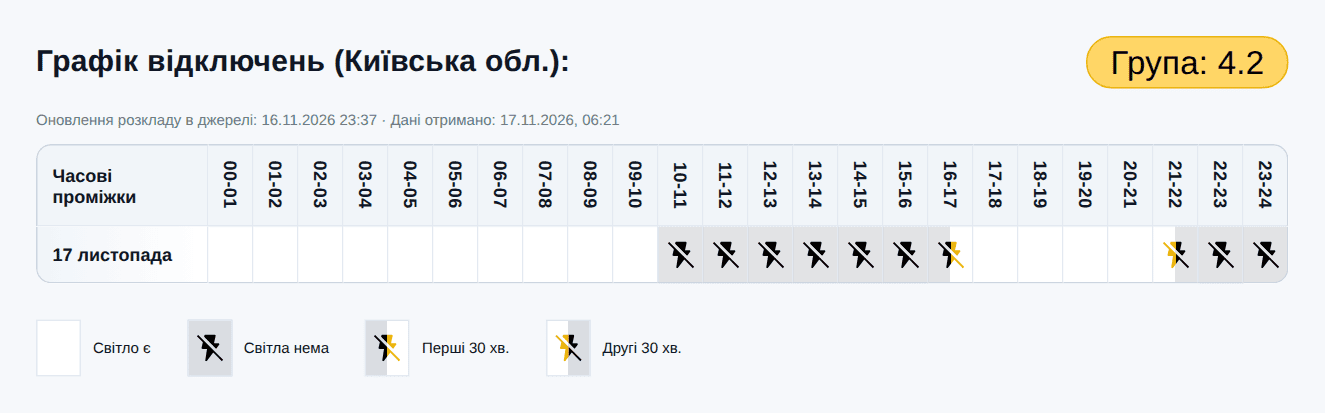 Графік відключень (Київська обл.):
Група: 4.2
Оновлення розкладу в джерелі: 16.11.2026 23:37 · Дані отримано: 17.11.2026, 06:21
Часові
проміжки
00-01
01-02
02-03
03-04
04-05
05-06
06-07
07-08
08-09
09-10
10-11
11-12
12-13
13-14
14-15
15-16
16-17
17-18
18-19
19-20
20-21
21-22
22-23
23-24
17 листопада
Світло є
Світла нема
Перші 30 хв.
Другі 30 хв.